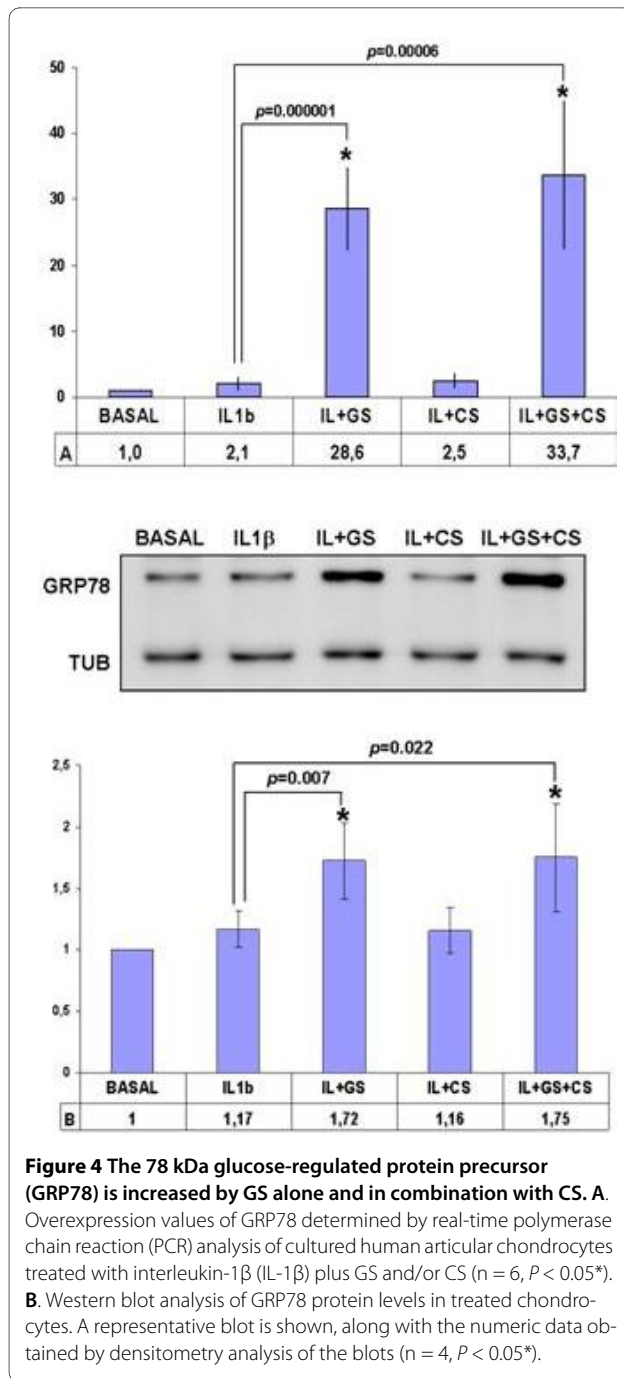 p=0.00006
50
p=0.000001
*
*
40
30
20
10
0
BASAL IL1b IL+GS IL+CS IL+GS+CS
A 1,0 2,1 28,6 2,5 33,7
BASAL IL1β IL+GS IL+CS IL+GS+CS
GRP78
TUB
p=0.022
2,5
p=0.007
*
*
2
1,5
1
0,5
0
BASAL IL1b IL+GS IL+CS IL+GS+CS
B 1 1,17 1,72 1,16 1,75
Figure 4 The 78 kDa glucose-regulated protein precursor
(GRP78) is increased by GS alone and in combination with CS. A.
Overexpression values of GRP78 determined by real-time polymerase
chain reaction (PCR) analysis of cultured human articular chondrocytes
treated with interleukin-1β (IL-1β) plus GS and/or CS (n = 6, P < 0.05*).
B. Western blot analysis of GRP78 protein levels in treated chondro-
cytes. A representative blot is shown, along with the numeric data ob-
tained by densitometry analysis of the blots (n = 4, P < 0.05*).